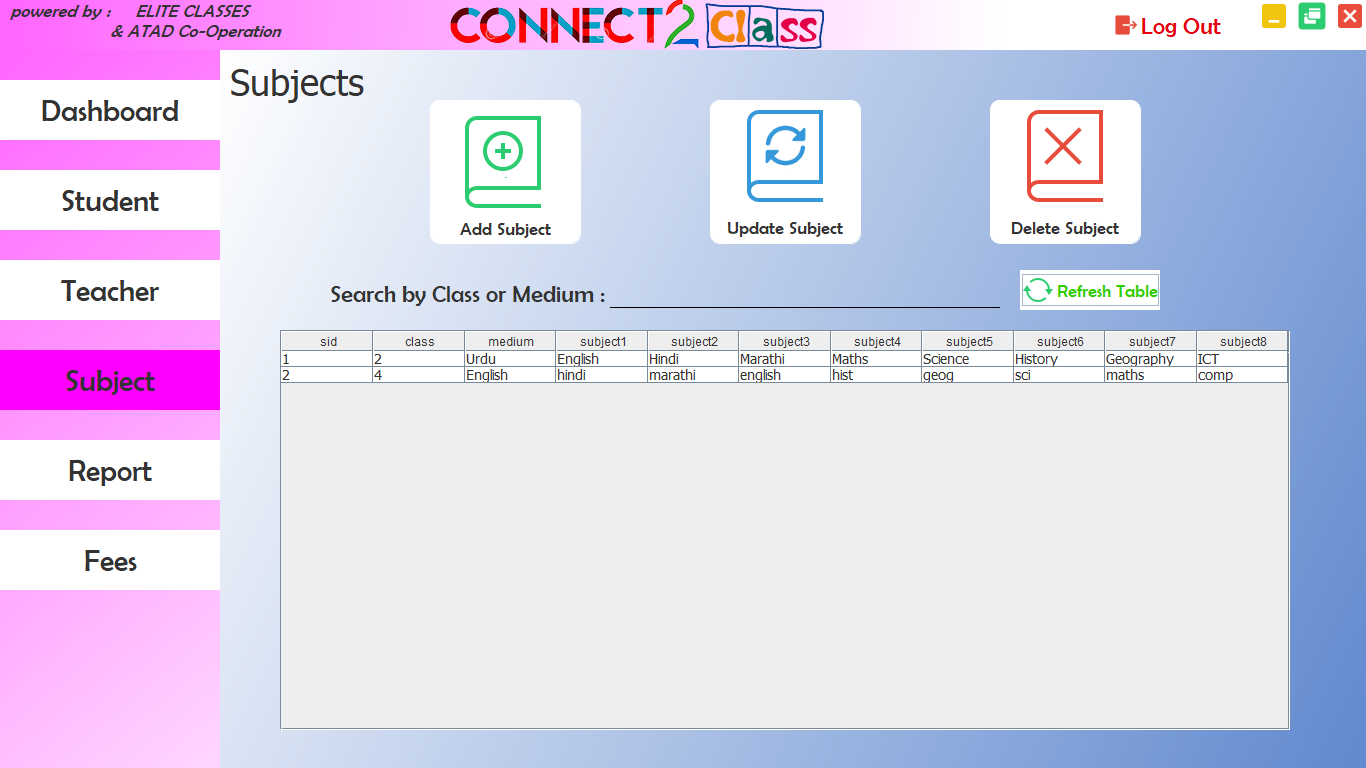 powered by : ELITE CLASSES
& ATAD Co-Operation
CONNECT2 Class
Log Out
Dashboard
Student
Teacher
Subject
Report
Fees
Subjects
Add Subject
Update Subject
Delete Subject
Search by Class or Medium :
Refresh Table
sid class medium subject1 subject2 subject3 subject4 subject5 subject6 subject7 subject8
1 2 Urdu English Hindi Marathi Maths Science History Geography ICT
2 4 English hindi marathi english hist geog sci maths comp